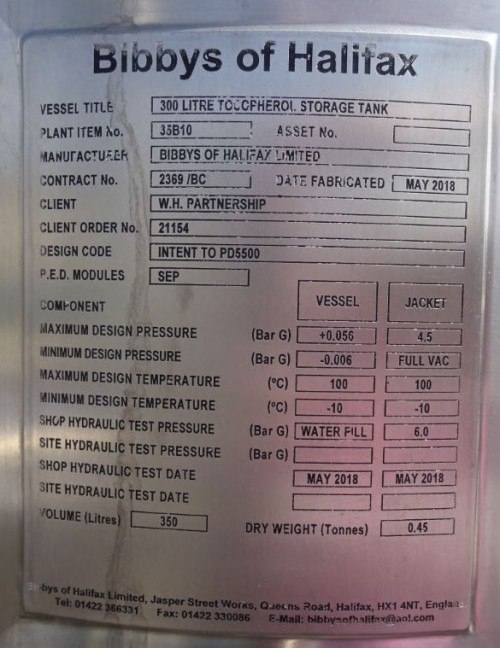 Bibbys of Halifax
VESSEL TITLE 300 LITRE TOCOPHEROL STORAGE TANK
PLANT ITEM No. 35B10 ASSET No.
MANUFACTURER BIBBYS OF HALIFAX LIMITED
CONTRACT No. 2369 /BC DATE FABRICATED MAY 2018
CLIENT W.H. PARTNERSHIP
CLIENT ORDER No. 21154
DESIGN CODE INTENT TO PD5500
P.E.D. MODULES SEP
COMPONENT VESSEL JACKET
MAXIMUM DESIGN PRESSURE (Bar G) +0.056 4.5
MINIMUM DESIGN PRESSURE (Bar G) -0.006 FULL VAC
MAXIMUM DESIGN TEMPERATURE (°C) 100 100
MINIMUM DESIGN TEMPERATURE (°C) -10 -10
SHOP HYDRAULIC TEST PRESSURE (Bar G) WATER FILL 6.0
SITE HYDRAULIC TEST PRESSURE (Bar G)
SHOP HYDRAULIC TEST DATE MAY 2018 MAY 2018
SITE HYDRAULIC TEST DATE
VOLUME (Litres) 350 DRY WEIGHT (Tonnes) 0.45
Bibbys of Halifax Limited, Jasper Street Works, Queens Road, Halifax, HX1 4NT, England
Tel: 01422 366331 Fax: 01422 330086 E-Mail: bibbysofhalifax@aol.com